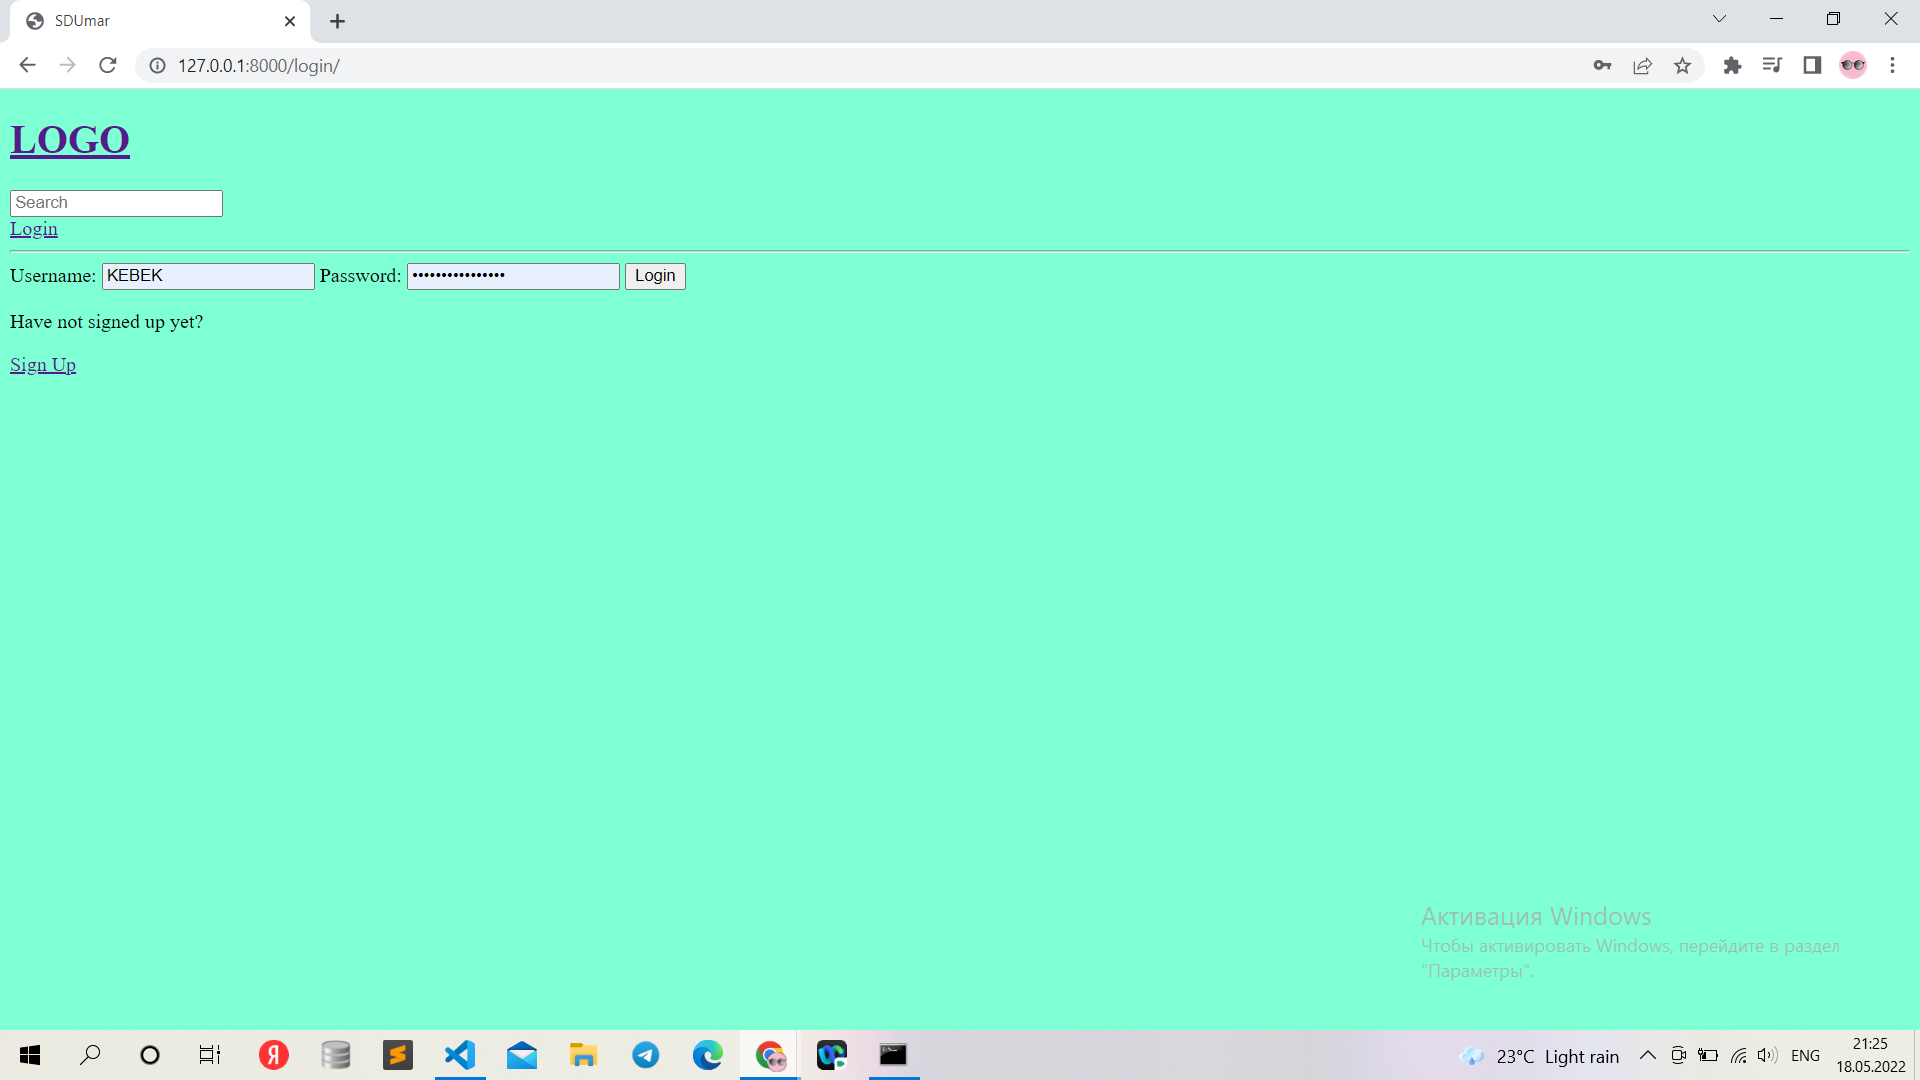 SDUmar
127.0.0.1:8000/login/
LOGO
Search
Login
Username: KEBEK Password: •••••••••••••••• Login
Have not signed up yet?
Sign Up
Активация Windows
Чтобы активировать Windows, перейдите в раздел
"Параметры".
Я
23°C Light rain
ENG
21:25
18.05.2022